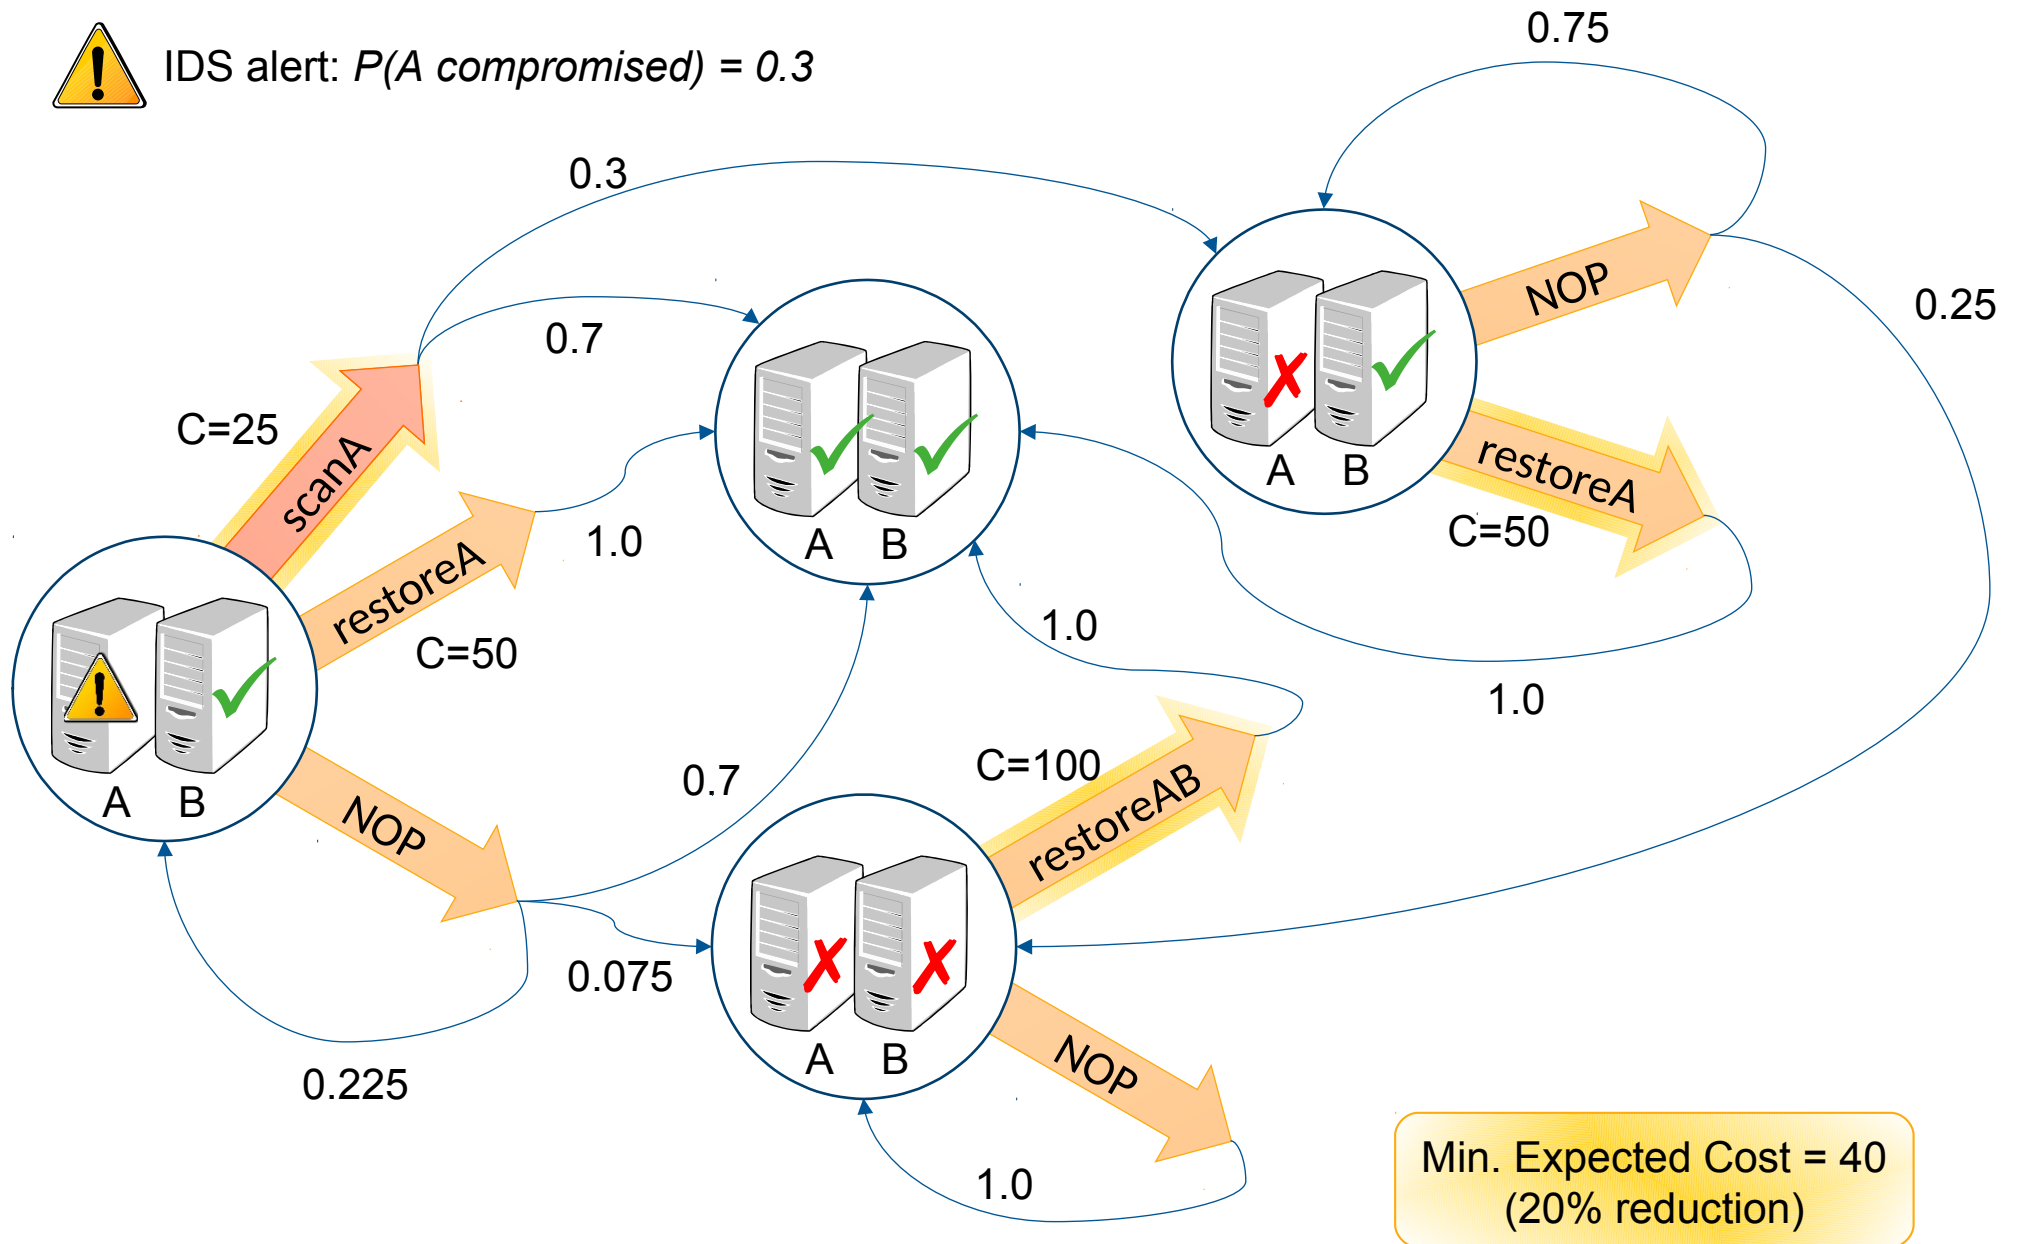 IDS alert: P(A compromised) = 0.3
0.75
0.3
0.7
NOP
0.25
C=25
scanA
restoreA
C=50
1.0
A B
restoreA
C=50
A B
1.0
1.0
A B
NOP
0.7
C=100
restoreAB
0.075
0.225
A B
NOP
1.0
Min. Expected Cost = 40
(20% reduction)